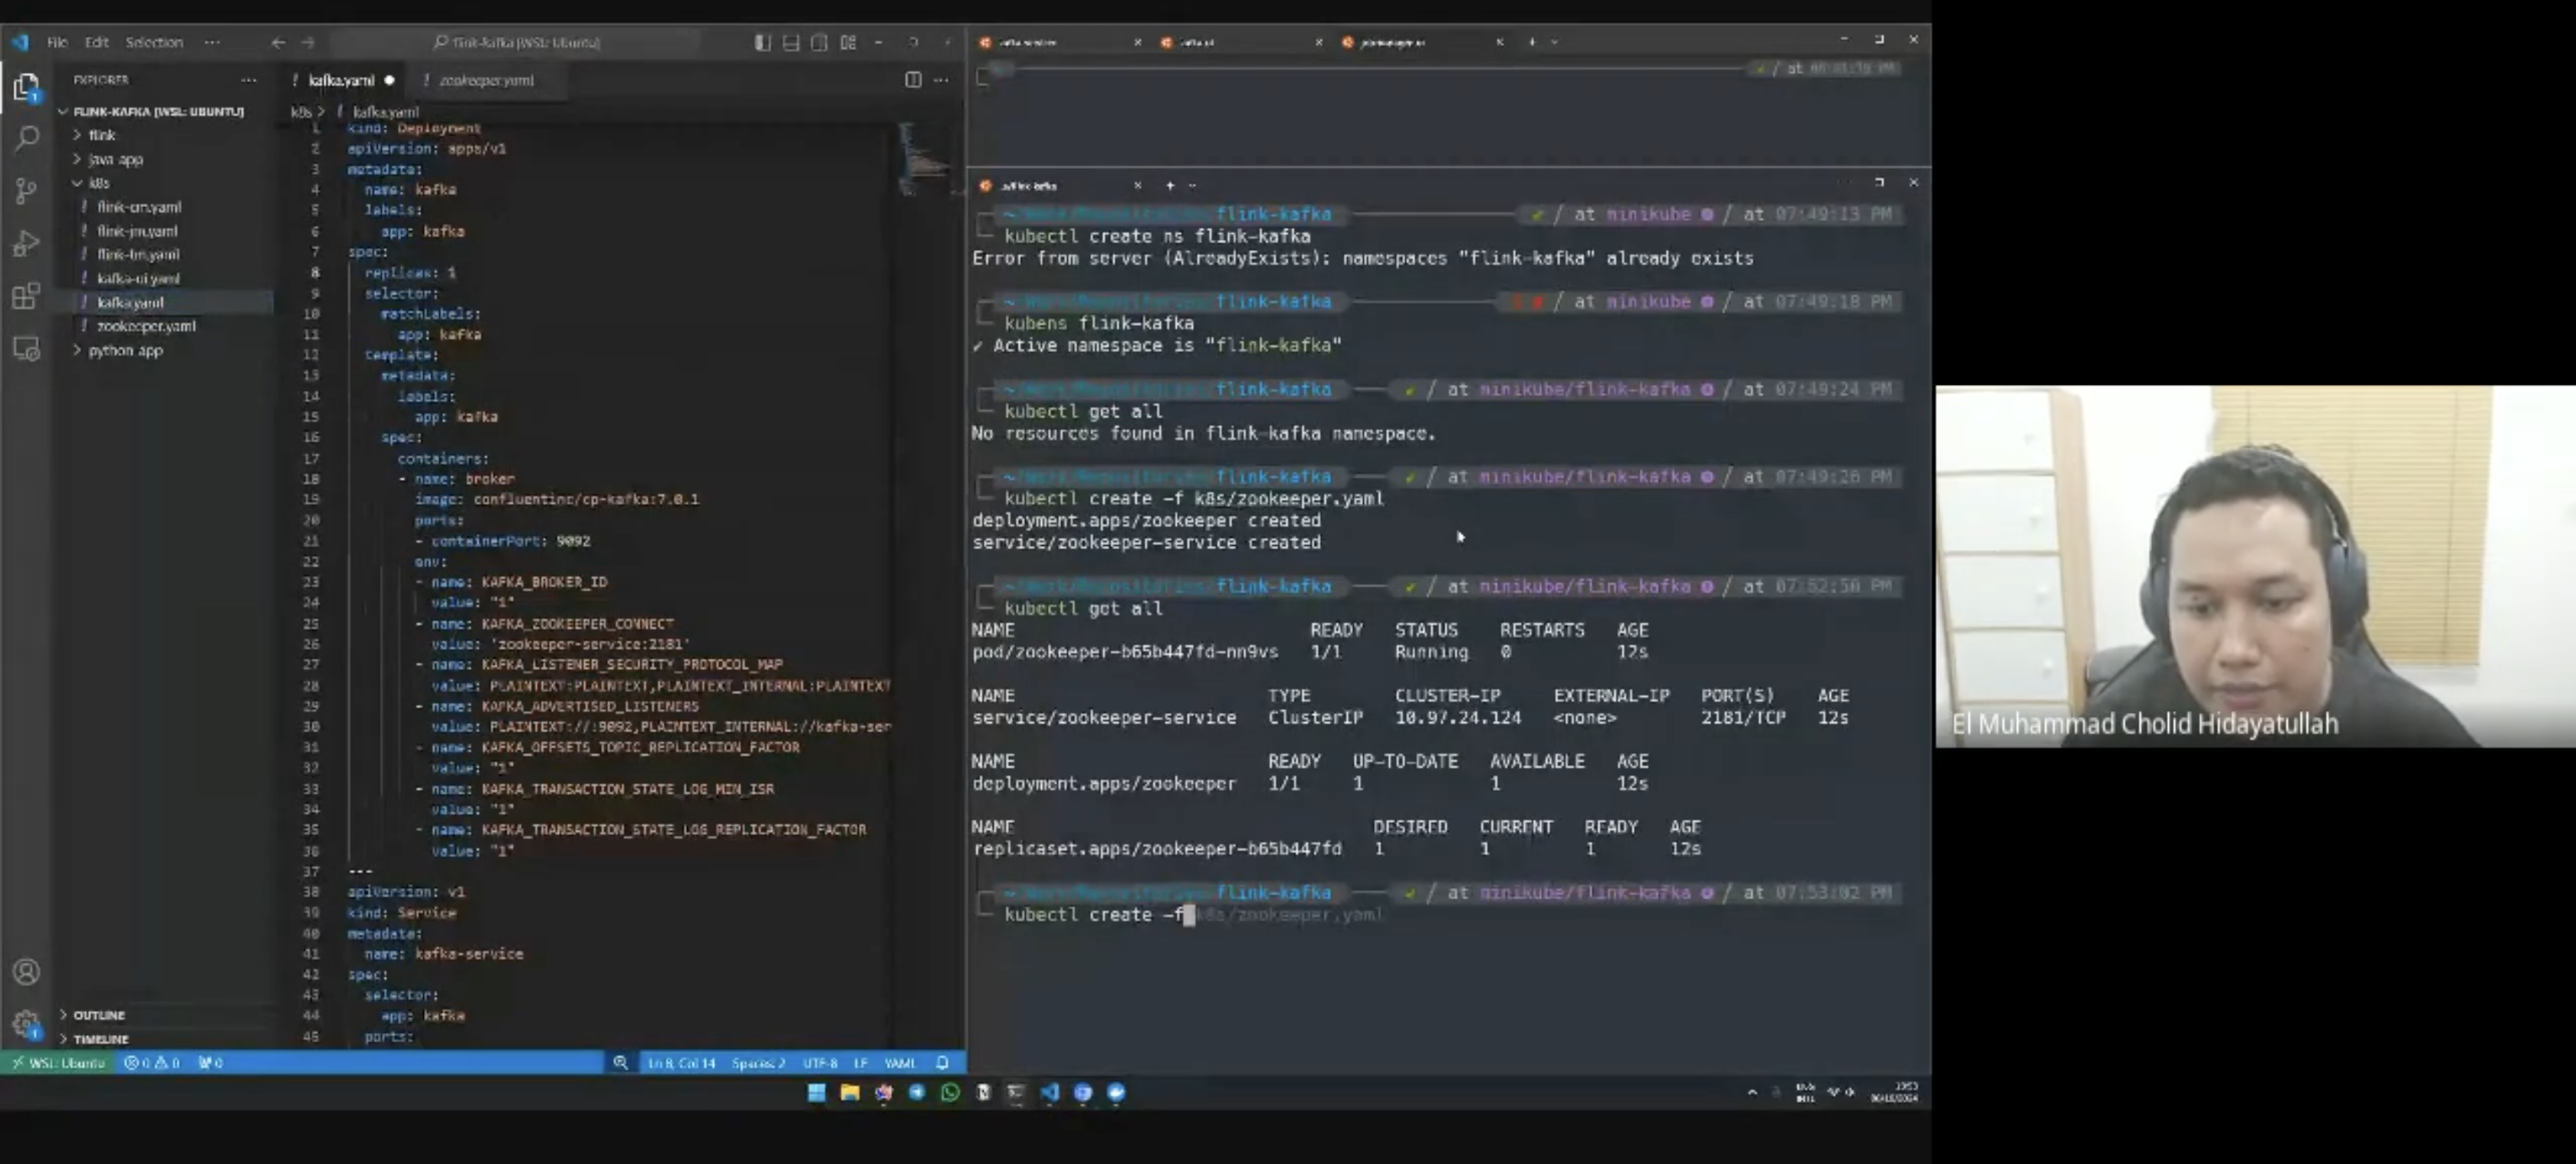 File Edit Selection ···
flink-kafka [WSL: Ubuntu]
EXPLORER ···
FLINK-KAFKA [WSL: UBUNTU]
flink
java app
k8s
flink-cm.yaml
flink-jm.yaml
flink-tm.yaml
kafka-ui.yaml
kafka.yaml
zookeeper.yaml
python app
OUTLINE
TIMELINE
kafka.yaml
zookeeper.yaml
k8s > ! kafka.yaml
1 kind: Deployment
2 apiVersion: apps/v1
3 metadata:
4 name: kafka
5 labels:
6 app: kafka
7 spec:
8 replicas: 1
9 selector:
10 matchLabels:
11 app: kafka
12 template:
13 metadata:
14 labels:
15 app: kafka
16 spec:
17 containers:
18 - name: broker
19 image: confluentinc/cp-kafka:7.0.1
20 ports:
21 - containerPort: 9092
22 env:
23 - name: KAFKA_BROKER_ID
24 value: "1"
25 - name: KAFKA_ZOOKEEPER_CONNECT
26 value: 'zookeeper-service:2181'
27 - name: KAFKA_LISTENER_SECURITY_PROTOCOL_MAP
28 value: PLAINTEXT:PLAINTEXT,PLAINTEXT_INTERNAL:PLAINTEXT
29 - name: KAFKA_ADVERTISED_LISTENERS
30 value: PLAINTEXT://:9092,PLAINTEXT_INTERNAL://kafka-ser
31 - name: KAFKA_OFFSETS_TOPIC_REPLICATION_FACTOR
32 value: "1"
33 - name: KAFKA_TRANSACTION_STATE_LOG_MIN_ISR
34 value: "1"
35 - name: KAFKA_TRANSACTION_STATE_LOG_REPLICATION_FACTOR
36 value: "1"
37 ---
38 apiVersion: v1
39 kind: Service
40 metadata:
41 name: kafka-service
42 spec:
43 selector:
44 app: kafka
45 ports:
WSL: Ubuntu 0 0 0 Ln 8, Col 14 Spaces: 2 UTF-8 LF YAML
/ at
flink-kafka / at minikube / at 07:49:13 PM
kubectl create ns flink-kafka
Error from server (AlreadyExists): namespaces "flink-kafka" already exists
flink-kafka / at minikube / at 07:49:18 PM
kubens flink-kafka
✓ Active namespace is "flink-kafka"
flink-kafka / at minikube/flink-kafka / at 07:49:24 PM
kubectl get all
No resources found in flink-kafka namespace.
flink-kafka / at minikube/flink-kafka / at 07:49:26 PM
kubectl create -f k8s/zookeeper.yaml
deployment.apps/zookeeper created
service/zookeeper-service created
flink-kafka / at minikube/flink-kafka / at 07:52:50 PM
kubectl get all
NAME READY STATUS RESTARTS AGE
pod/zookeeper-b65b447fd-nn9vs 1/1 Running 0 12s
NAME TYPE CLUSTER-IP EXTERNAL-IP PORT(S) AGE
service/zookeeper-service ClusterIP 10.97.24.124 <none> 2181/TCP 12s
NAME READY UP-TO-DATE AVAILABLE AGE
deployment.apps/zookeeper 1/1 1 1 12s
NAME DESIRED CURRENT READY AGE
replicaset.apps/zookeeper-b65b447fd 1 1 1 12s
flink-kafka / at minikube/flink-kafka / at 07:53:02 PM
kubectl create -f k8s/zookeeper.yaml
El Muhammad Cholid Hidayatullah